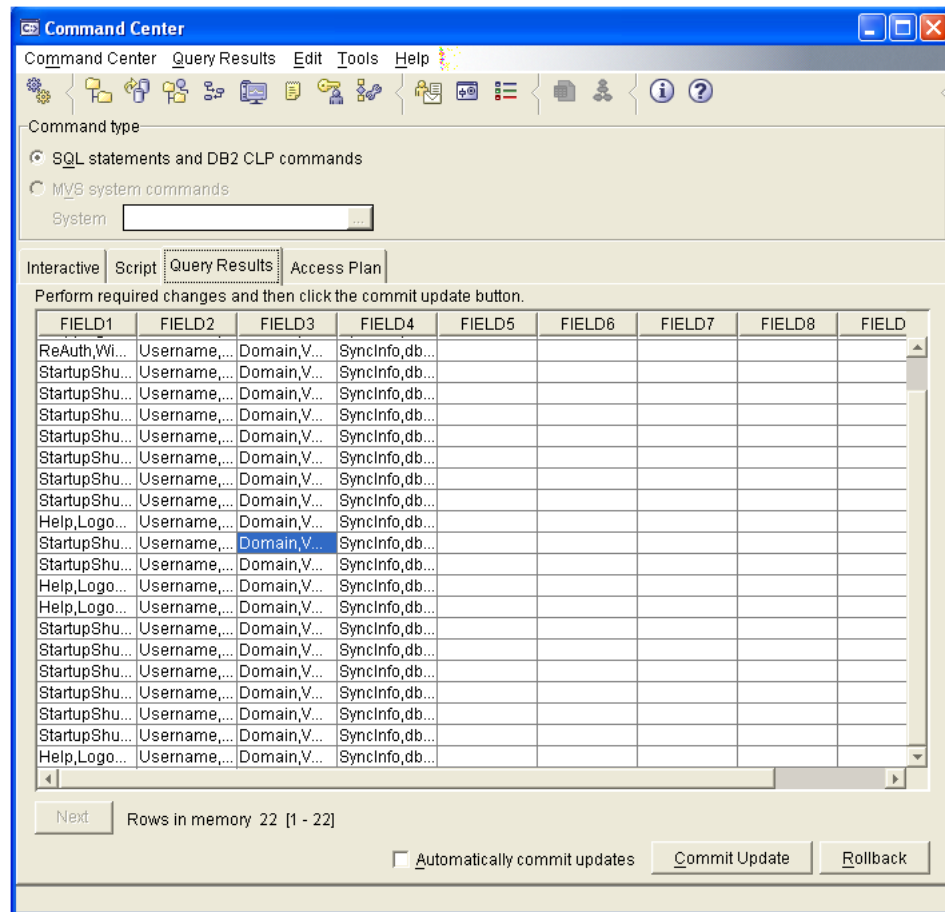 Command Center
Command Center Query Results Edit Tools Help
Command type
SQL statements and DB2 CLP commands
MVS system commands
System ...
Interactive Script Query Results Access Plan
Perform required changes and then click the commit update button.
FIELD1 FIELD2 FIELD3 FIELD4 FIELD5 FIELD6 FIELD7 FIELD8 FIELD
ReAuth,Wi... Username,... Domain,V... SyncInfo,db...
StartupShu... Username,... Domain,V... SyncInfo,db...
StartupShu... Username,... Domain,V... SyncInfo,db...
StartupShu... Username,... Domain,V... SyncInfo,db...
StartupShu... Username,... Domain,V... SyncInfo,db...
StartupShu... Username,... Domain,V... SyncInfo,db...
StartupShu... Username,... Domain,V... SyncInfo,db...
StartupShu... Username,... Domain,V... SyncInfo,db...
Help,Logo... Username,... Domain,V... SyncInfo,db...
StartupShu... Username,... Domain,V... SyncInfo,db...
StartupShu... Username,... Domain,V... SyncInfo,db...
Help,Logo... Username,... Domain,V... SyncInfo,db...
Help,Logo... Username,... Domain,V... SyncInfo,db...
StartupShu... Username,... Domain,V... SyncInfo,db...
StartupShu... Username,... Domain,V... SyncInfo,db...
StartupShu... Username,... Domain,V... SyncInfo,db...
StartupShu... Username,... Domain,V... SyncInfo,db...
StartupShu... Username,... Domain,V... SyncInfo,db...
StartupShu... Username,... Domain,V... SyncInfo,db...
Help,Logo... Username,... Domain,V... SyncInfo,db...
Next Rows in memory 22 [1 - 22]
Automatically commit updates Commit Update Rollback